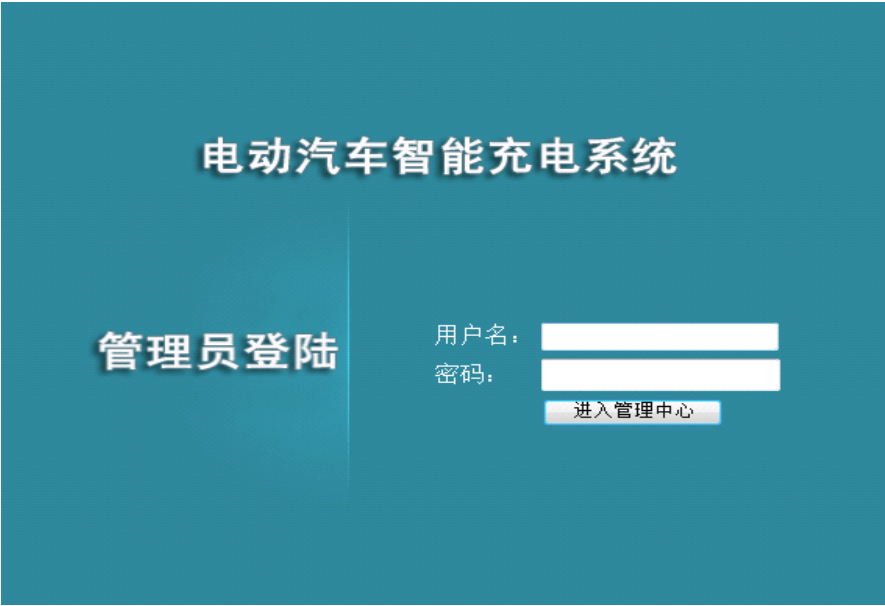 电动汽车智能充电系统
管理员登陆
用户名：
密码：
进入管理中心